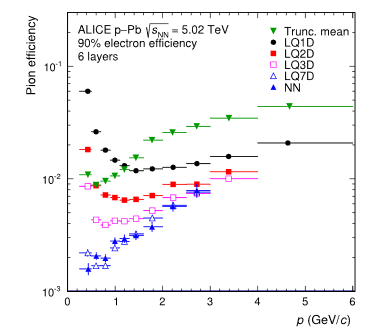 Pion efficiency
ALICE p–Pb √s_NN = 5.02 TeV
90% electron efficiency
6 layers
Trunc. mean
LQ1D
LQ2D
LQ3D
LQ7D
NN
10⁻¹
10⁻²
10⁻³
0 1 2 3 4 5 6
p (GeV/c)